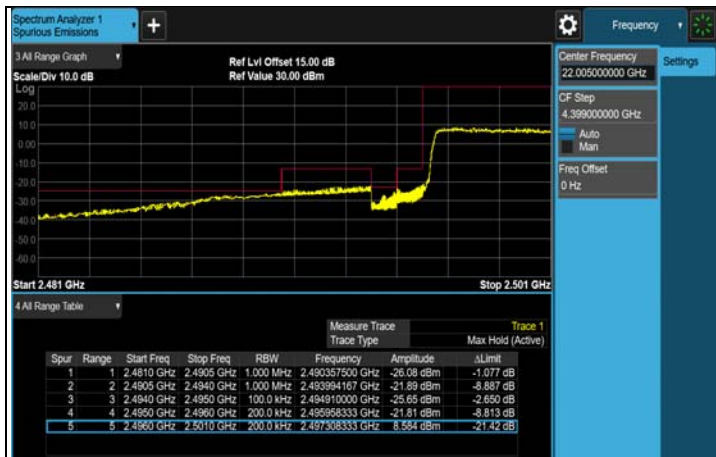 Spectrum Analyzer 1
Spurious Emissions
+
Frequency
3 All Range Graph
Ref Lvl Offset 15.00 dB
Scale/Div 10.0 dB
Ref Value 30.00 dBm
Log
20.0
10.0
0.00
-10.0
-20.0
-30.0
-40.0
-50.0
-60.0
Start 2.481 GHz
Stop 2.501 GHz
Center Frequency
22.005000000 GHz
Settings
CF Step
4.399000000 GHz
Auto
Man
Freq Offset
0 Hz
4 All Range Table
Measure Trace Trace 1
Trace Type Max Hold (Active)
Spur Range Start Freq Stop Freq RBW Frequency Amplitude ΔLimit
1 1 2.4810 GHz 2.4905 GHz 1.000 MHz 2.490357500 GHz -26.08 dBm -1.077 dB
2 2 2.4905 GHz 2.4940 GHz 1.000 MHz 2.493994167 GHz -21.89 dBm -8.887 dB
3 3 2.4940 GHz 2.4950 GHz 100.0 kHz 2.494910000 GHz -25.65 dBm -2.650 dB
4 4 2.4950 GHz 2.4960 GHz 200.0 kHz 2.495958333 GHz -21.81 dBm -8.813 dB
5 5 2.4960 GHz 2.5010 GHz 200.0 kHz 2.497308333 GHz 8.584 dBm -21.42 dB